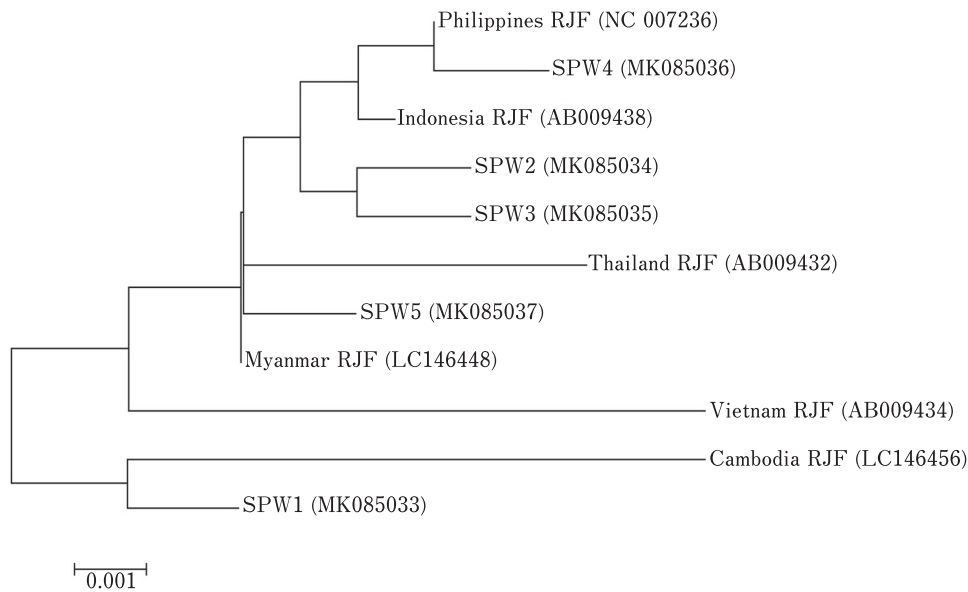 Philippines RJF (NC 007236)
SPW4 (MK085036)
Indonesia RJF (AB009438)
SPW2 (MK085034)
SPW3 (MK085035)
Thailand RJF (AB009432)
SPW5 (MK085037)
Myanmar RJF (LC146448)
Vietnam RJF (AB009434)
Cambodia RJF (LC146456)
SPW1 (MK085033)
0.001